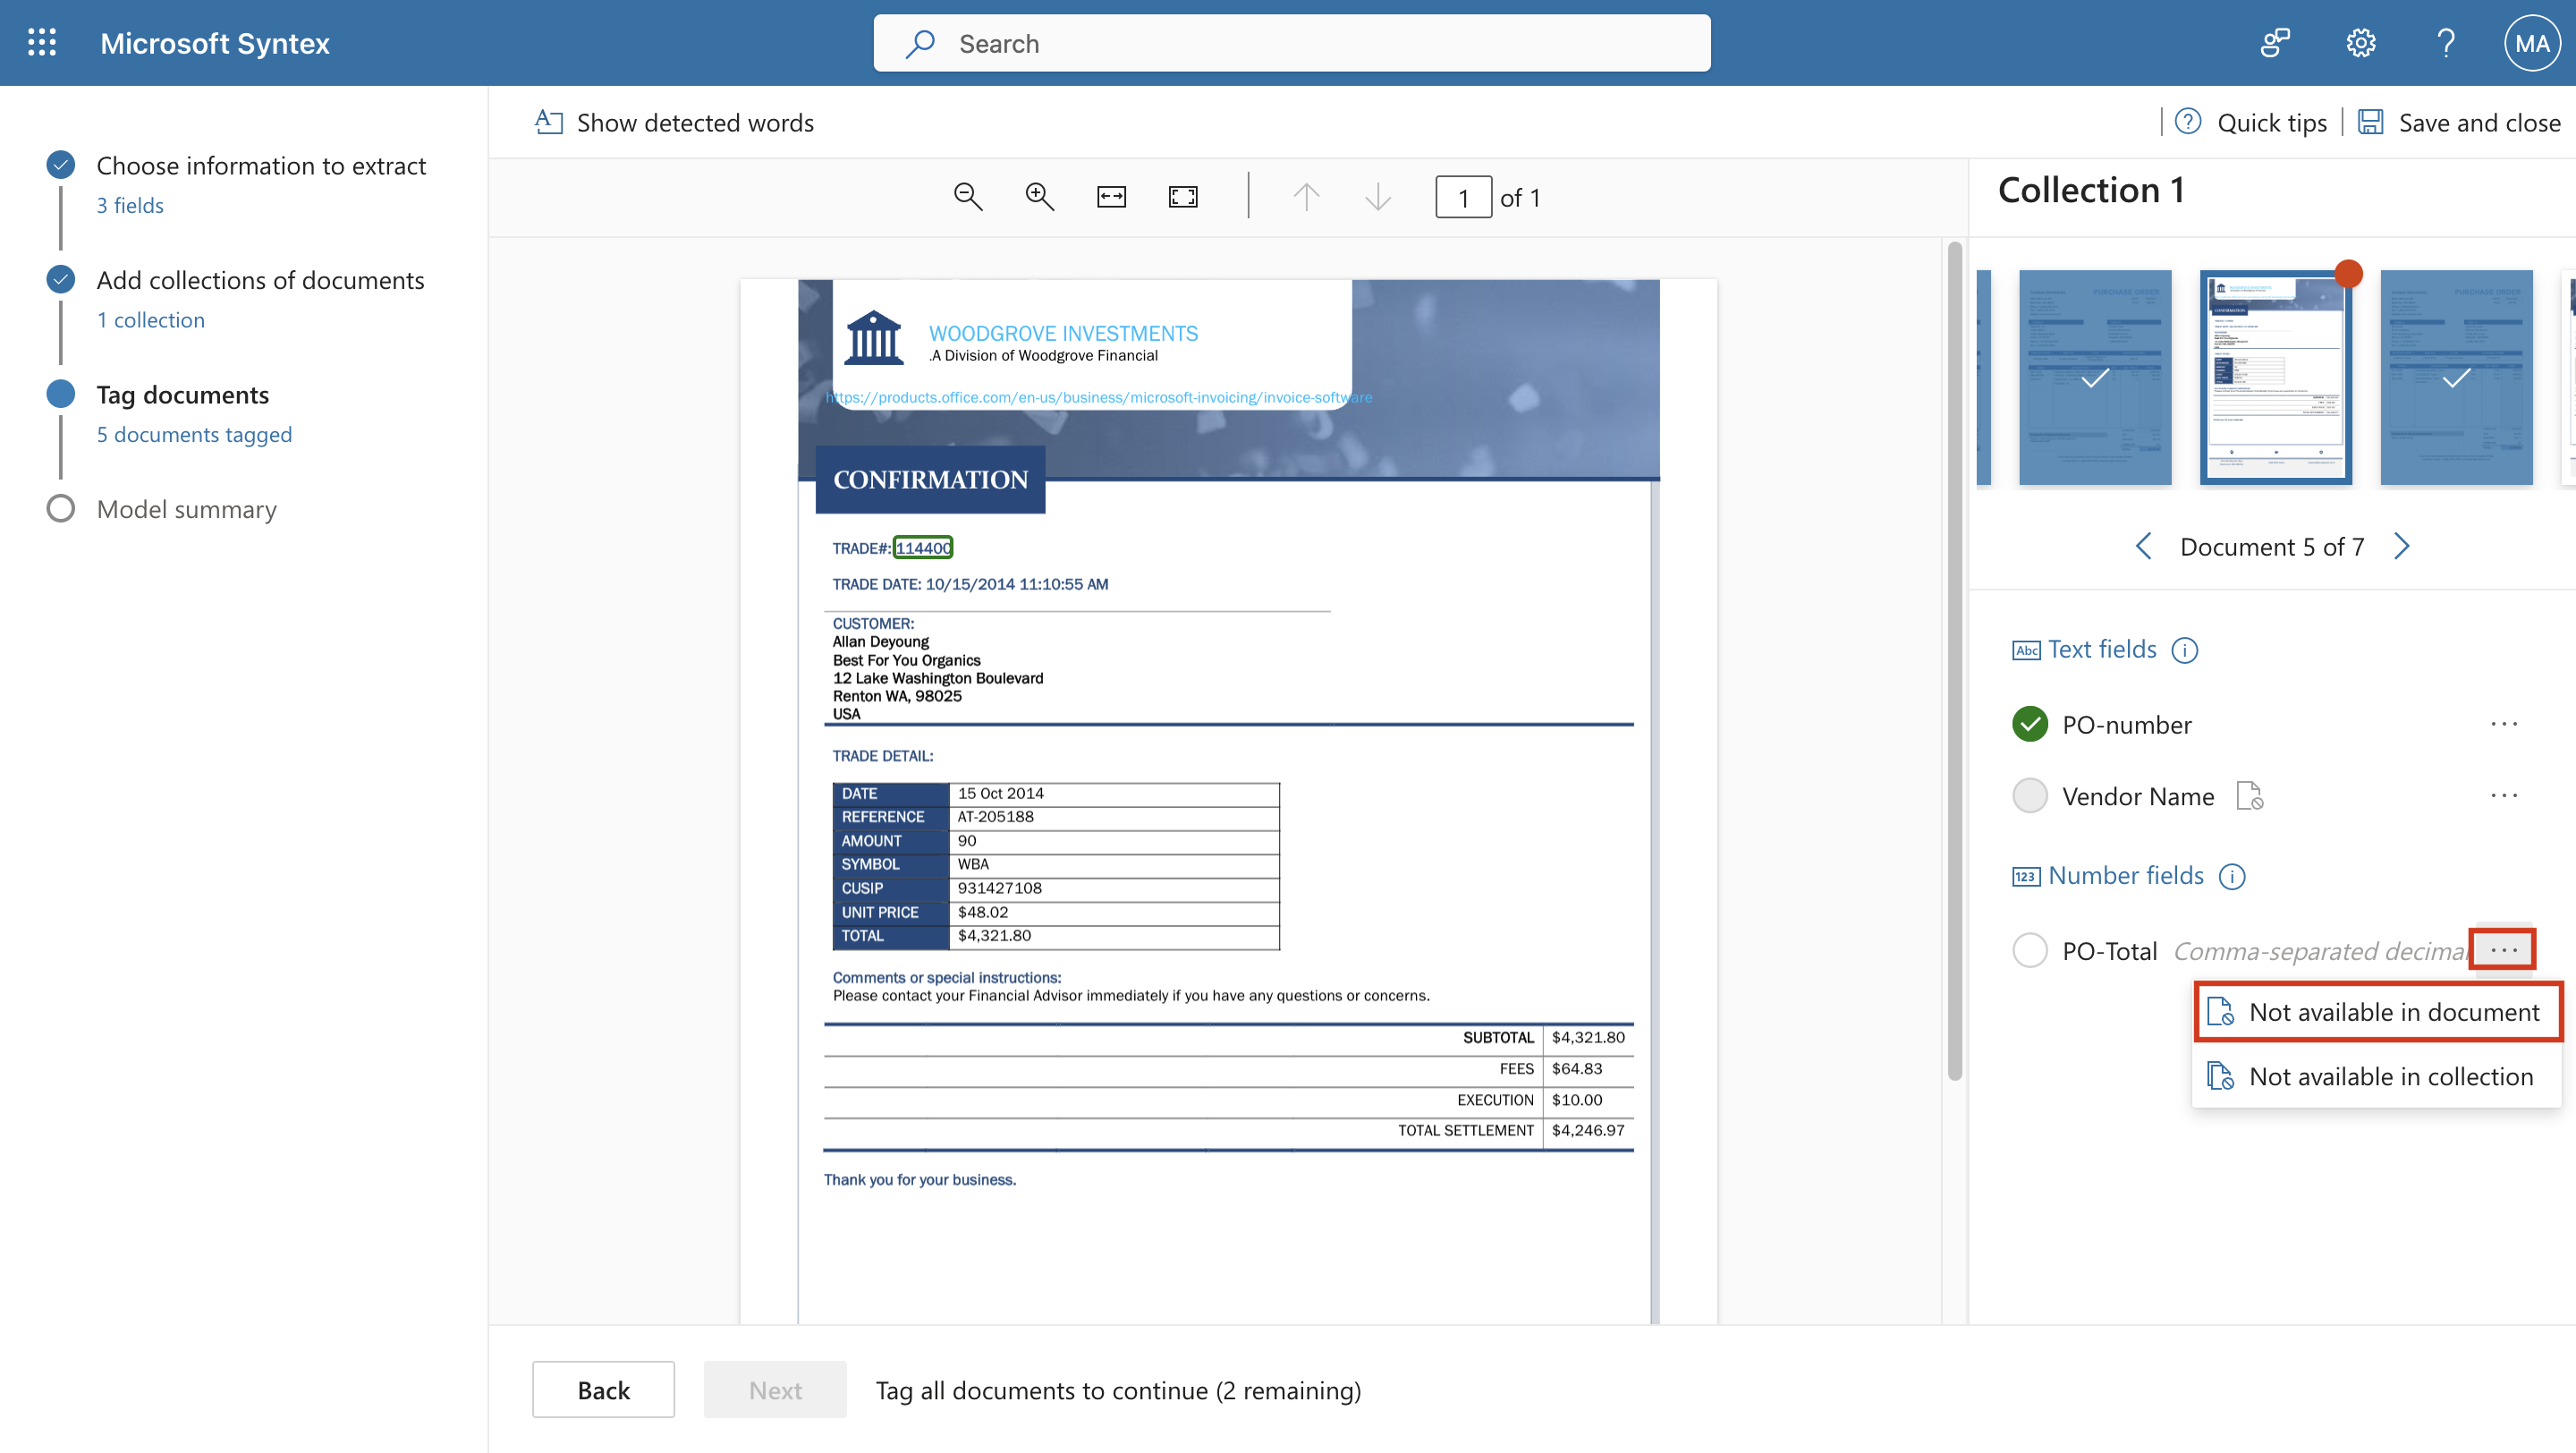 Microsoft Syntex
Search
MA
Show detected words
Quick tips
Save and close
Choose information to extract
3 fields
Add collections of documents
1 collection
Tag documents
5 documents tagged
Model summary
1 of 1
WOODGROVE INVESTMENTS
.A Division of Woodgrove Financial
https://products.office.com/en-us/business/microsoft-invoicing/invoice-software
CONFIRMATION
TRADE#: 114400
TRADE DATE: 10/15/2014 11:10:55 AM
CUSTOMER:
Allan Deyoung
Best For You Organics
12 Lake Washington Boulevard
Renton WA, 98025
USA
TRADE DETAIL:
DATE 15 Oct 2014
REFERENCE AT-205188
AMOUNT 90
SYMBOL WBA
CUSIP 931427108
UNIT PRICE $48.02
TOTAL $4,321.80
Comments or special instructions:
Please contact your Financial Advisor immediately if you have any questions or concerns.
SUBTOTAL $4,321.80
FEES $64.83
EXECUTION $10.00
TOTAL SETTLEMENT $4,246.97
Thank you for your business.
Collection 1
PURCHASE ORDER
CONFIRMATION
PURCHASE ORDER
Document 5 of 7
Abc Text fields
PO-number
Vendor Name
123 Number fields
PO-Total Comma-separated decimal
Not available in document
Not available in collection
Back
Next
Tag all documents to continue (2 remaining)